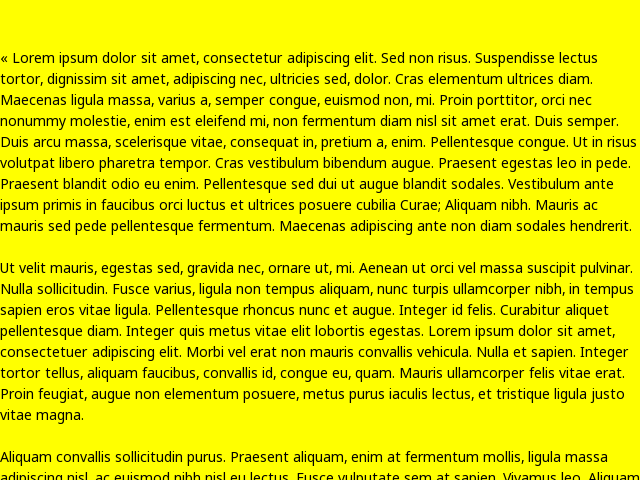 « Lorem ipsum dolor sit amet, consectetur adipiscing elit. Sed non risus. Suspendisse lectus
tortor, dignissim sit amet, adipiscing nec, ultricies sed, dolor. Cras elementum ultrices diam.
Maecenas ligula massa, varius a, semper congue, euismod non, mi. Proin porttitor, orci nec
nonummy molestie, enim est eleifend mi, non fermentum diam nisl sit amet erat. Duis semper.
Duis arcu massa, scelerisque vitae, consequat in, pretium a, enim. Pellentesque congue. Ut in risus
volutpat libero pharetra tempor. Cras vestibulum bibendum augue. Praesent egestas leo in pede.
Praesent blandit odio eu enim. Pellentesque sed dui ut augue blandit sodales. Vestibulum ante
ipsum primis in faucibus orci luctus et ultrices posuere cubilia Curae; Aliquam nibh. Mauris ac
mauris sed pede pellentesque fermentum. Maecenas adipiscing ante non diam sodales hendrerit.
Ut velit mauris, egestas sed, gravida nec, ornare ut, mi. Aenean ut orci vel massa suscipit pulvinar.
Nulla sollicitudin. Fusce varius, ligula non tempus aliquam, nunc turpis ullamcorper nibh, in tempus
sapien eros vitae ligula. Pellentesque rhoncus nunc et augue. Integer id felis. Curabitur aliquet
pellentesque diam. Integer quis metus vitae elit lobortis egestas. Lorem ipsum dolor sit amet,
consectetuer adipiscing elit. Morbi vel erat non mauris convallis vehicula. Nulla et sapien. Integer
tortor tellus, aliquam faucibus, convallis id, congue eu, quam. Mauris ullamcorper felis vitae erat.
Proin feugiat, augue non elementum posuere, metus purus iaculis lectus, et tristique ligula justo
vitae magna.
Aliquam convallis sollicitudin purus. Praesent aliquam, enim at fermentum mollis, ligula massa
adipiscing nisl, ac euismod nibh nisl eu lectus. Fusce vulputate sem at sapien. Vivamus leo. Aliquam